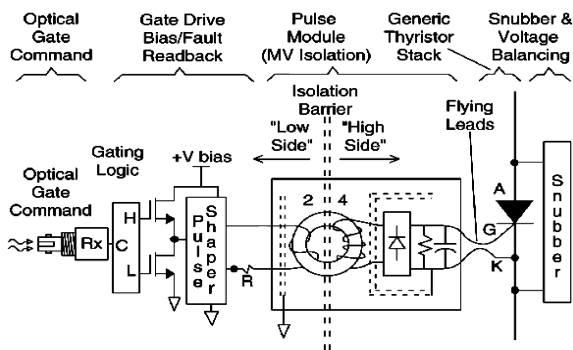 Optical
Gate
Command
Gate Drive
Bias/Fault
Readback
Pulse
Module
(MV Isolation)
Generic
Thyristor
Stack
Snubber &
Voltage
Balancing
Isolation
Barrier
"Low
Side"
"High
Side"
Flying
Leads
Optical
Gate
Command
Gating
Logic
+V bias
Rx
C
H
L
Pulse
Shaper
R
2 4
A
G
K
Snubber